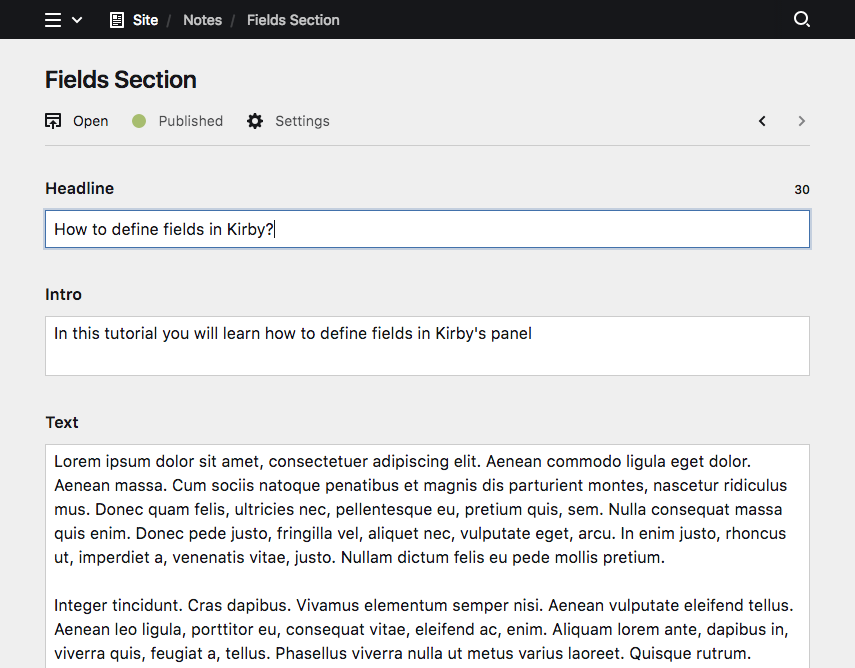 Site / Notes / Fields Section
Fields Section
Open Published Settings
Headline 30
How to define fields in Kirby?
Intro
In this tutorial you will learn how to define fields in Kirby's panel
Text
Lorem ipsum dolor sit amet, consectetuer adipiscing elit. Aenean commodo ligula eget dolor.
Aenean massa. Cum sociis natoque penatibus et magnis dis parturient montes, nascetur ridiculus
mus. Donec quam felis, ultricies nec, pellentesque eu, pretium quis, sem. Nulla consequat massa
quis enim. Donec pede justo, fringilla vel, aliquet nec, vulputate eget, arcu. In enim justo, rhoncus
ut, imperdiet a, venenatis vitae, justo. Nullam dictum felis eu pede mollis pretium.
Integer tincidunt. Cras dapibus. Vivamus elementum semper nisi. Aenean vulputate eleifend tellus.
Aenean leo ligula, porttitor eu, consequat vitae, eleifend ac, enim. Aliquam lorem ante, dapibus in,
viverra quis, feugiat a, tellus. Phasellus viverra nulla ut metus varius laoreet. Quisque rutrum.